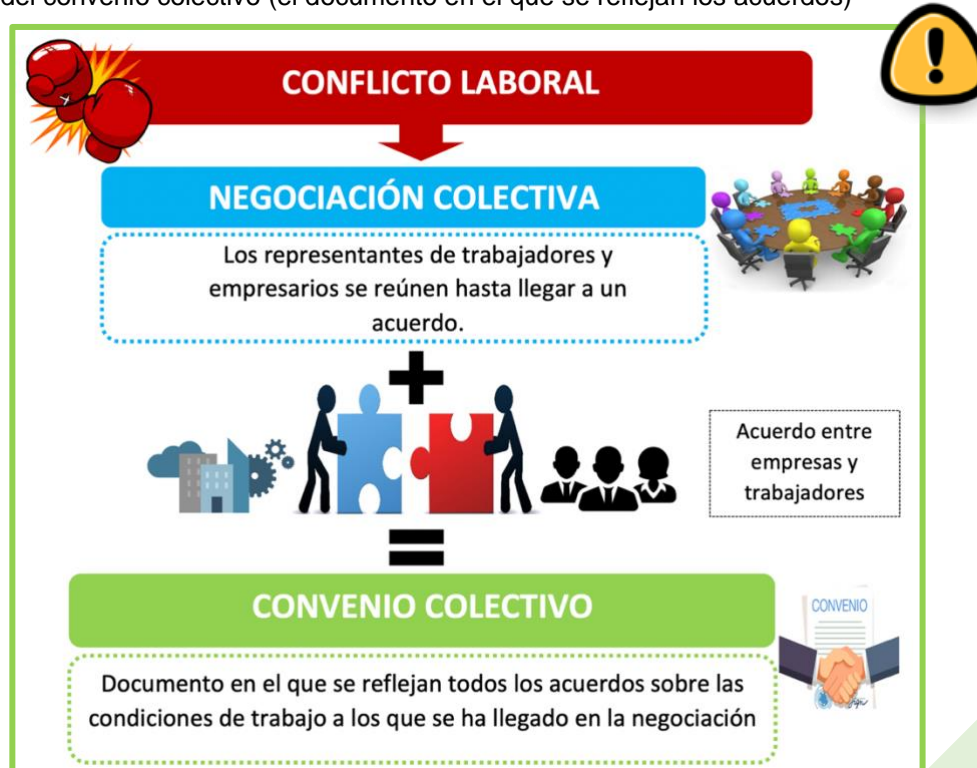 del convenio colectivo (el documento en el que se reflejan los acuerdos)
CONFLICTO LABORAL
NEGOCIACIÓN COLECTIVA
Los representantes de trabajadores y
empresarios se reúnen hasta llegar a un
acuerdo.
Acuerdo entre
empresas y
trabajadores
CONVENIO COLECTIVO
CONVENIO
Documento en el que se reflejan todos los acuerdos sobre las
condiciones de trabajo a los que se ha llegado en la negociación